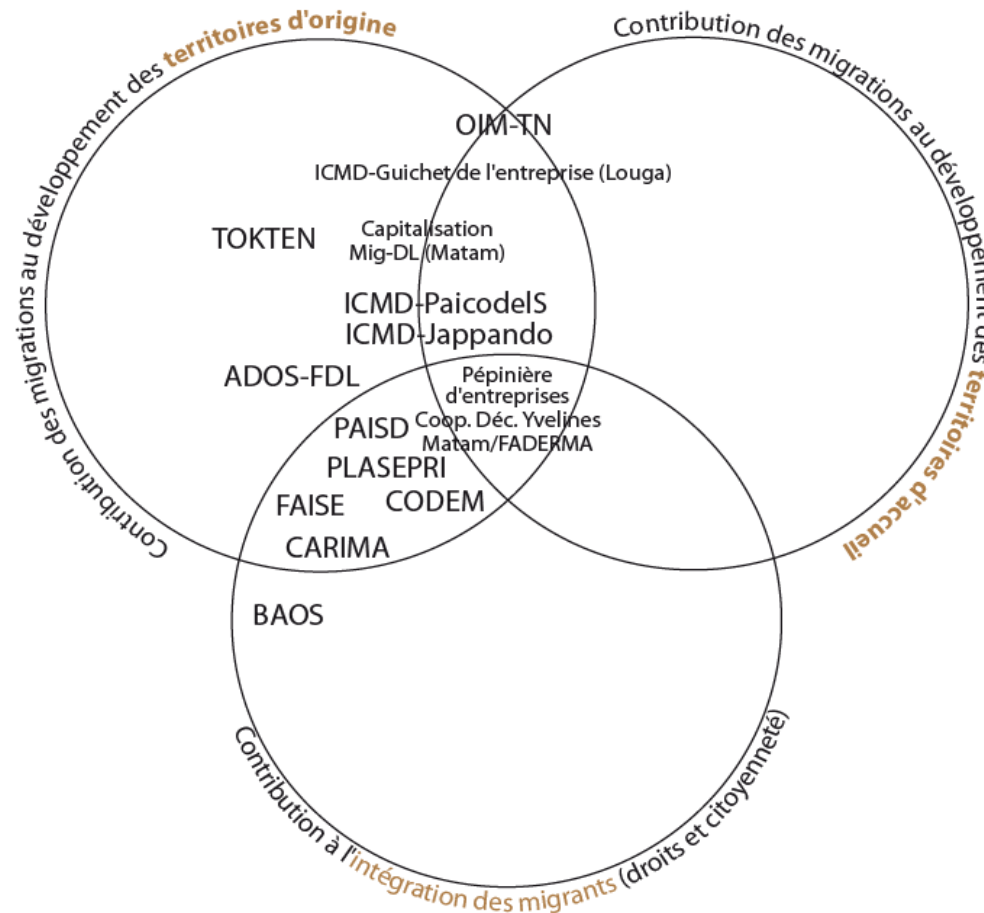 Contribution des migrations au développement des territoires d'origine
Contribution des migrations au développement des territoires d'accueil
OIM-TN
ICMD-Guichet de l'entreprise (Louga)
TOKTEN
Capitalisation
Mig-DL (Matam)
ICMD-PaicodelS
ICMD-Jappando
ADOS-FDL
Pépinière
d'entreprises
Coop. Déc. Yvelines
Matam/FADERMA
PAISD
PLASEPRI
FAISE
CODEM
CARIMA
BAOS
Contribution à l'intégration des migrants (droits et citoyenneté)